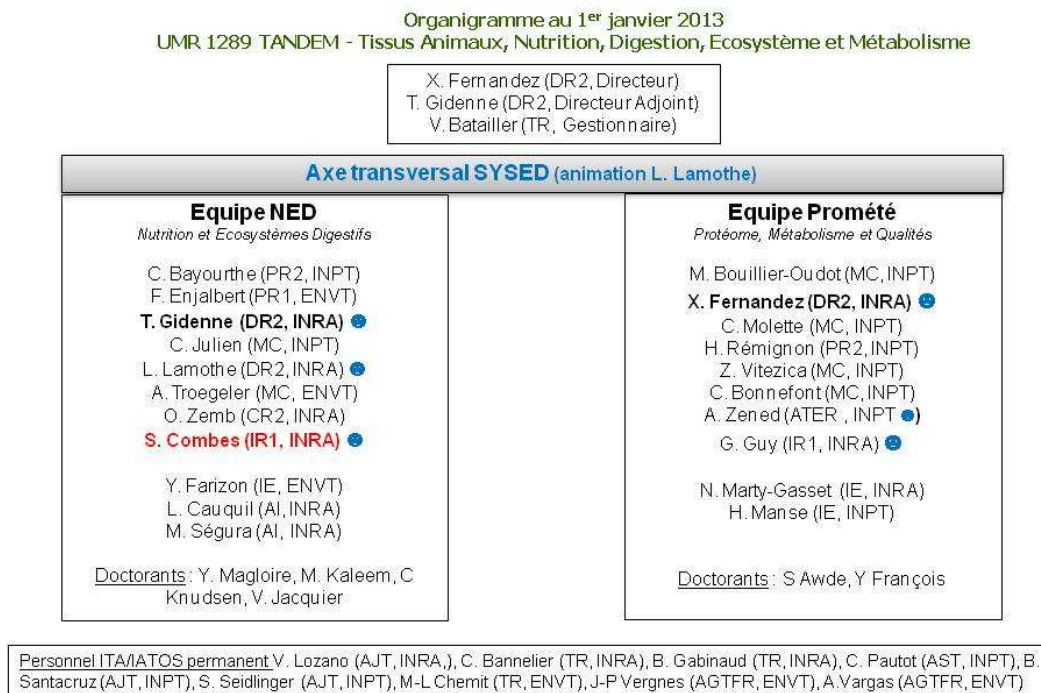 Organigramme au 1er janvier 2013
UMR 1289 TANDEM - Tissus Animaux, Nutrition, Digestion, Ecosystème et Métabolisme
X. Fernandez (DR2, Directeur)
T. Gidenne (DR2, Directeur Adjoint)
V. Batailler (TR, Gestionnaire)
Axe transversal SYSED (animation L. Lamothe)
Equipe NED
Nutrition et Ecosystèmes Digestifs
C. Bayourthe (PR2, INPT)
F. Enjalbert (PR1, ENVT)
T. Gidenne (DR2, INRA)
C. Julien (MC, INPT)
L. Lamothe (DR2, INRA)
A. Troegeler (MC, ENVT)
O. Zemb (CR2, INRA)
S. Combes (IR1, INRA)
Y. Farizon (IE, ENVT)
L. Cauquil (AI, INRA)
M. Ségura (AI, INRA)
Doctorants : Y. Magloire, M. Kaleem, C
Knudsen, V. Jacquier
Equipe Promété
Protéome, Métabolisme et Qualités
M. Bouillier-Oudot (MC, INPT)
X. Fernandez (DR2, INRA)
C. Molette (MC, INPT)
H. Rémignon (PR2, INPT)
Z. Vitezica (MC, INPT)
C. Bonnefont (MC, INPT)
A. Zened (ATER , INPT )
G. Guy (IR1, INRA)
N. Marty-Gasset (IE, INRA)
H. Manse (IE, INPT)
Doctorants : S Awde, Y François
Personnel ITA/IATOS permanent V. Lozano (AJT, INRA,), C. Bannelier (TR, INRA), B. Gabinaud (TR, INRA), C. Pautot (AST, INPT), B.
Santacruz (AJT, INPT), S. Seidlinger (AJT, INPT), M-L Chemit (TR, ENVT), J-P Vergnes (AGTFR, ENVT), A.Vargas (AGTFR, ENVT)